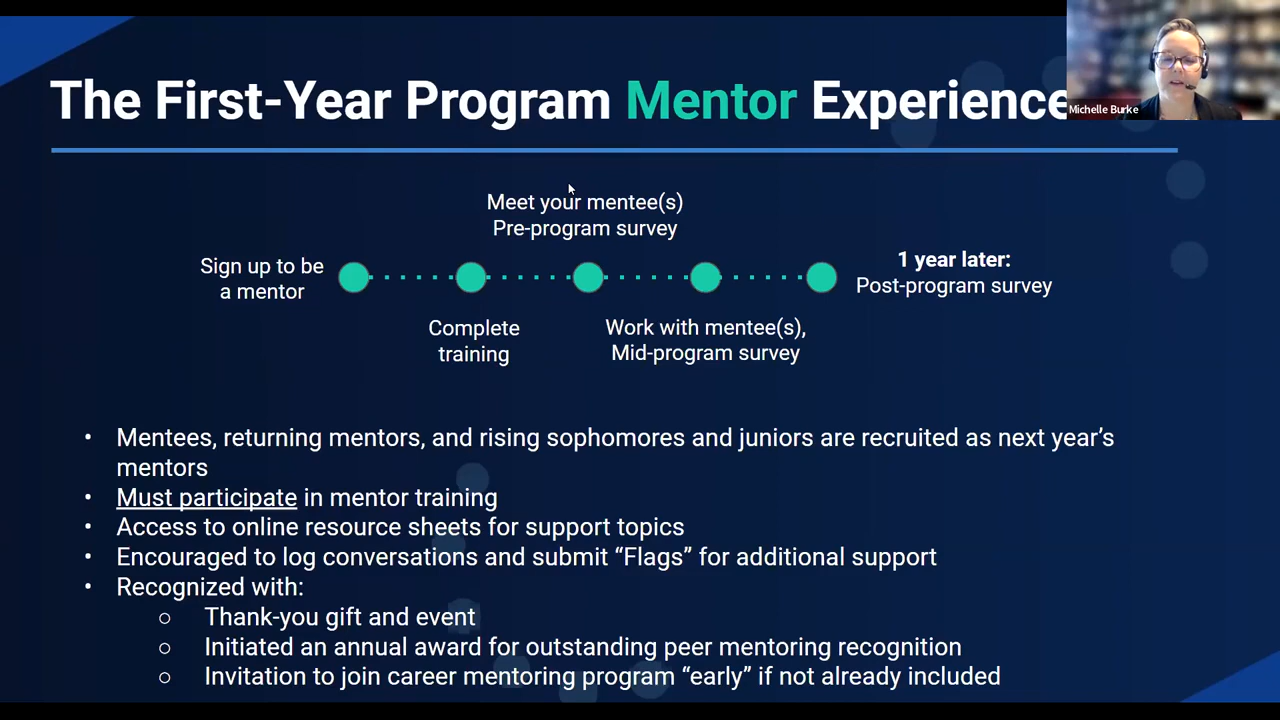 The First-Year Program Mentor Experience
Michelle Burke
Meet your mentee(s)
Pre-program survey
Sign up to be
a mentor
1 year later:
Post-program survey
Complete
training
Work with mentee(s),
Mid-program survey
• Mentees, returning mentors, and rising sophomores and juniors are recruited as next year’s
mentors
• Must participate in mentor training
• Access to online resource sheets for support topics
• Encouraged to log conversations and submit “Flags” for additional support
• Recognized with:
○ Thank-you gift and event
○ Initiated an annual award for outstanding peer mentoring recognition
○ Invitation to join career mentoring program “early” if not already included